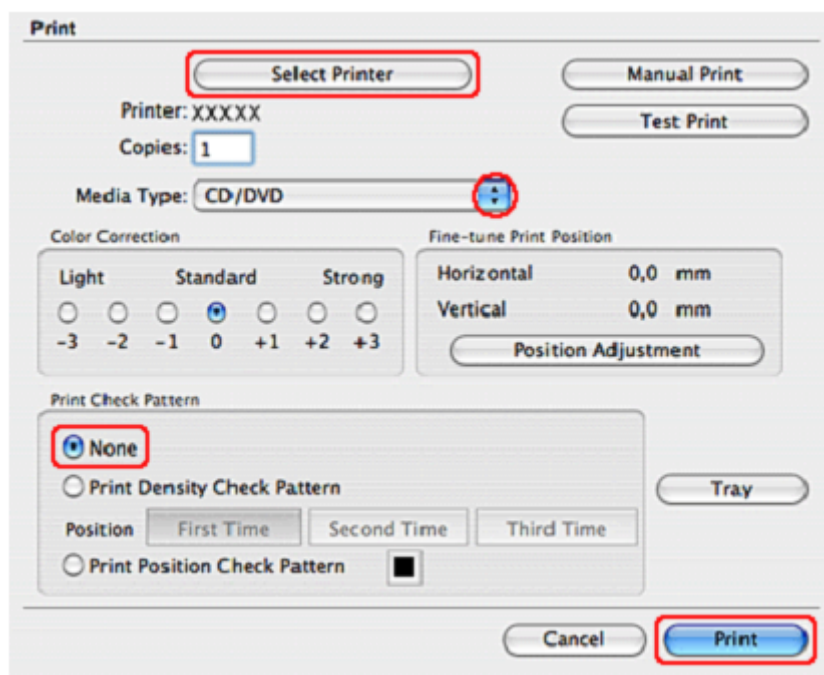 Print
Select Printer
Manual Print
Printer: XXXXX
Test Print
Copies: 1
Media Type: CD/DVD
Color Correction
Light Standard Strong
-3 -2 -1 0 +1 +2 +3
Fine-tune Print Position
Horizontal 0,0 mm
Vertical 0,0 mm
Position Adjustment
Print Check Pattern
None
Print Density Check Pattern
Position First Time Second Time Third Time
Print Position Check Pattern
Tray
Cancel Print